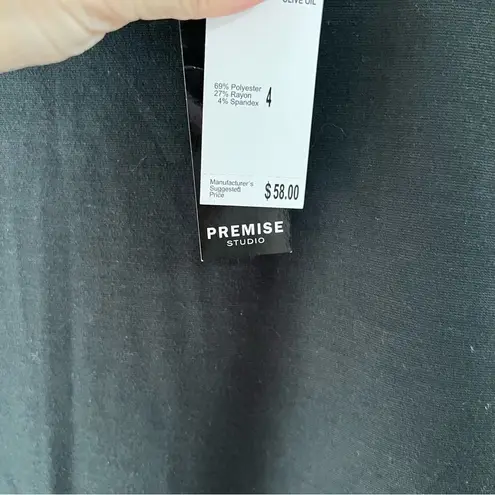 OLIVE OIL
69% Polyester
27% Rayon
4% Spandex
4
Manufacturer's
Suggested
Price
$58.00
PREMISE
STUDIO